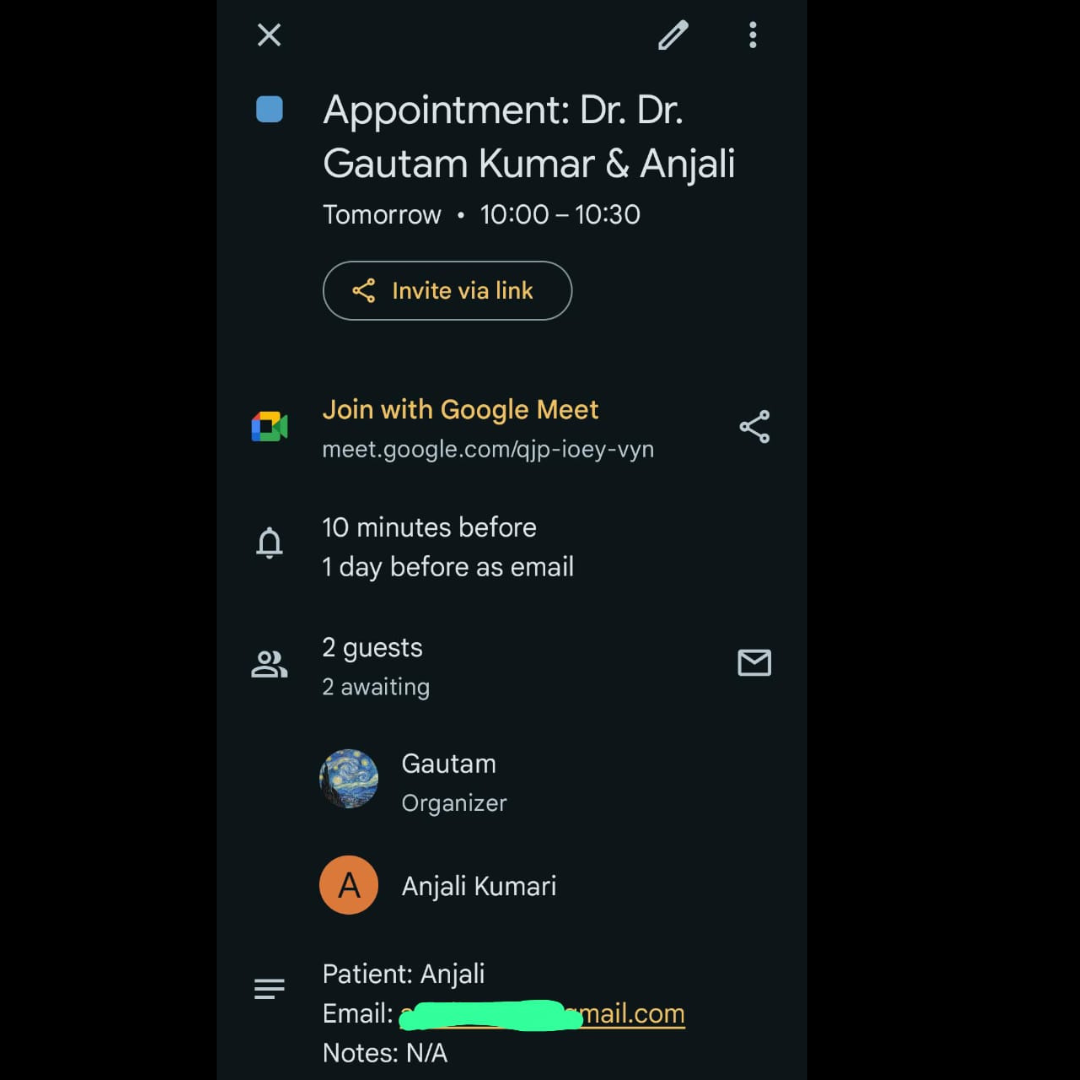 Appointment: Dr. Dr.
Gautam Kumar & Anjali
Tomorrow • 10:00 – 10:30
Invite via link
Join with Google Meet
meet.google.com/qjp-ioey-vyn
10 minutes before
1 day before as email
2 guests
2 awaiting
Gautam
Organizer
A
Anjali Kumari
Patient: Anjali
Email: mail.com
Notes: N/A